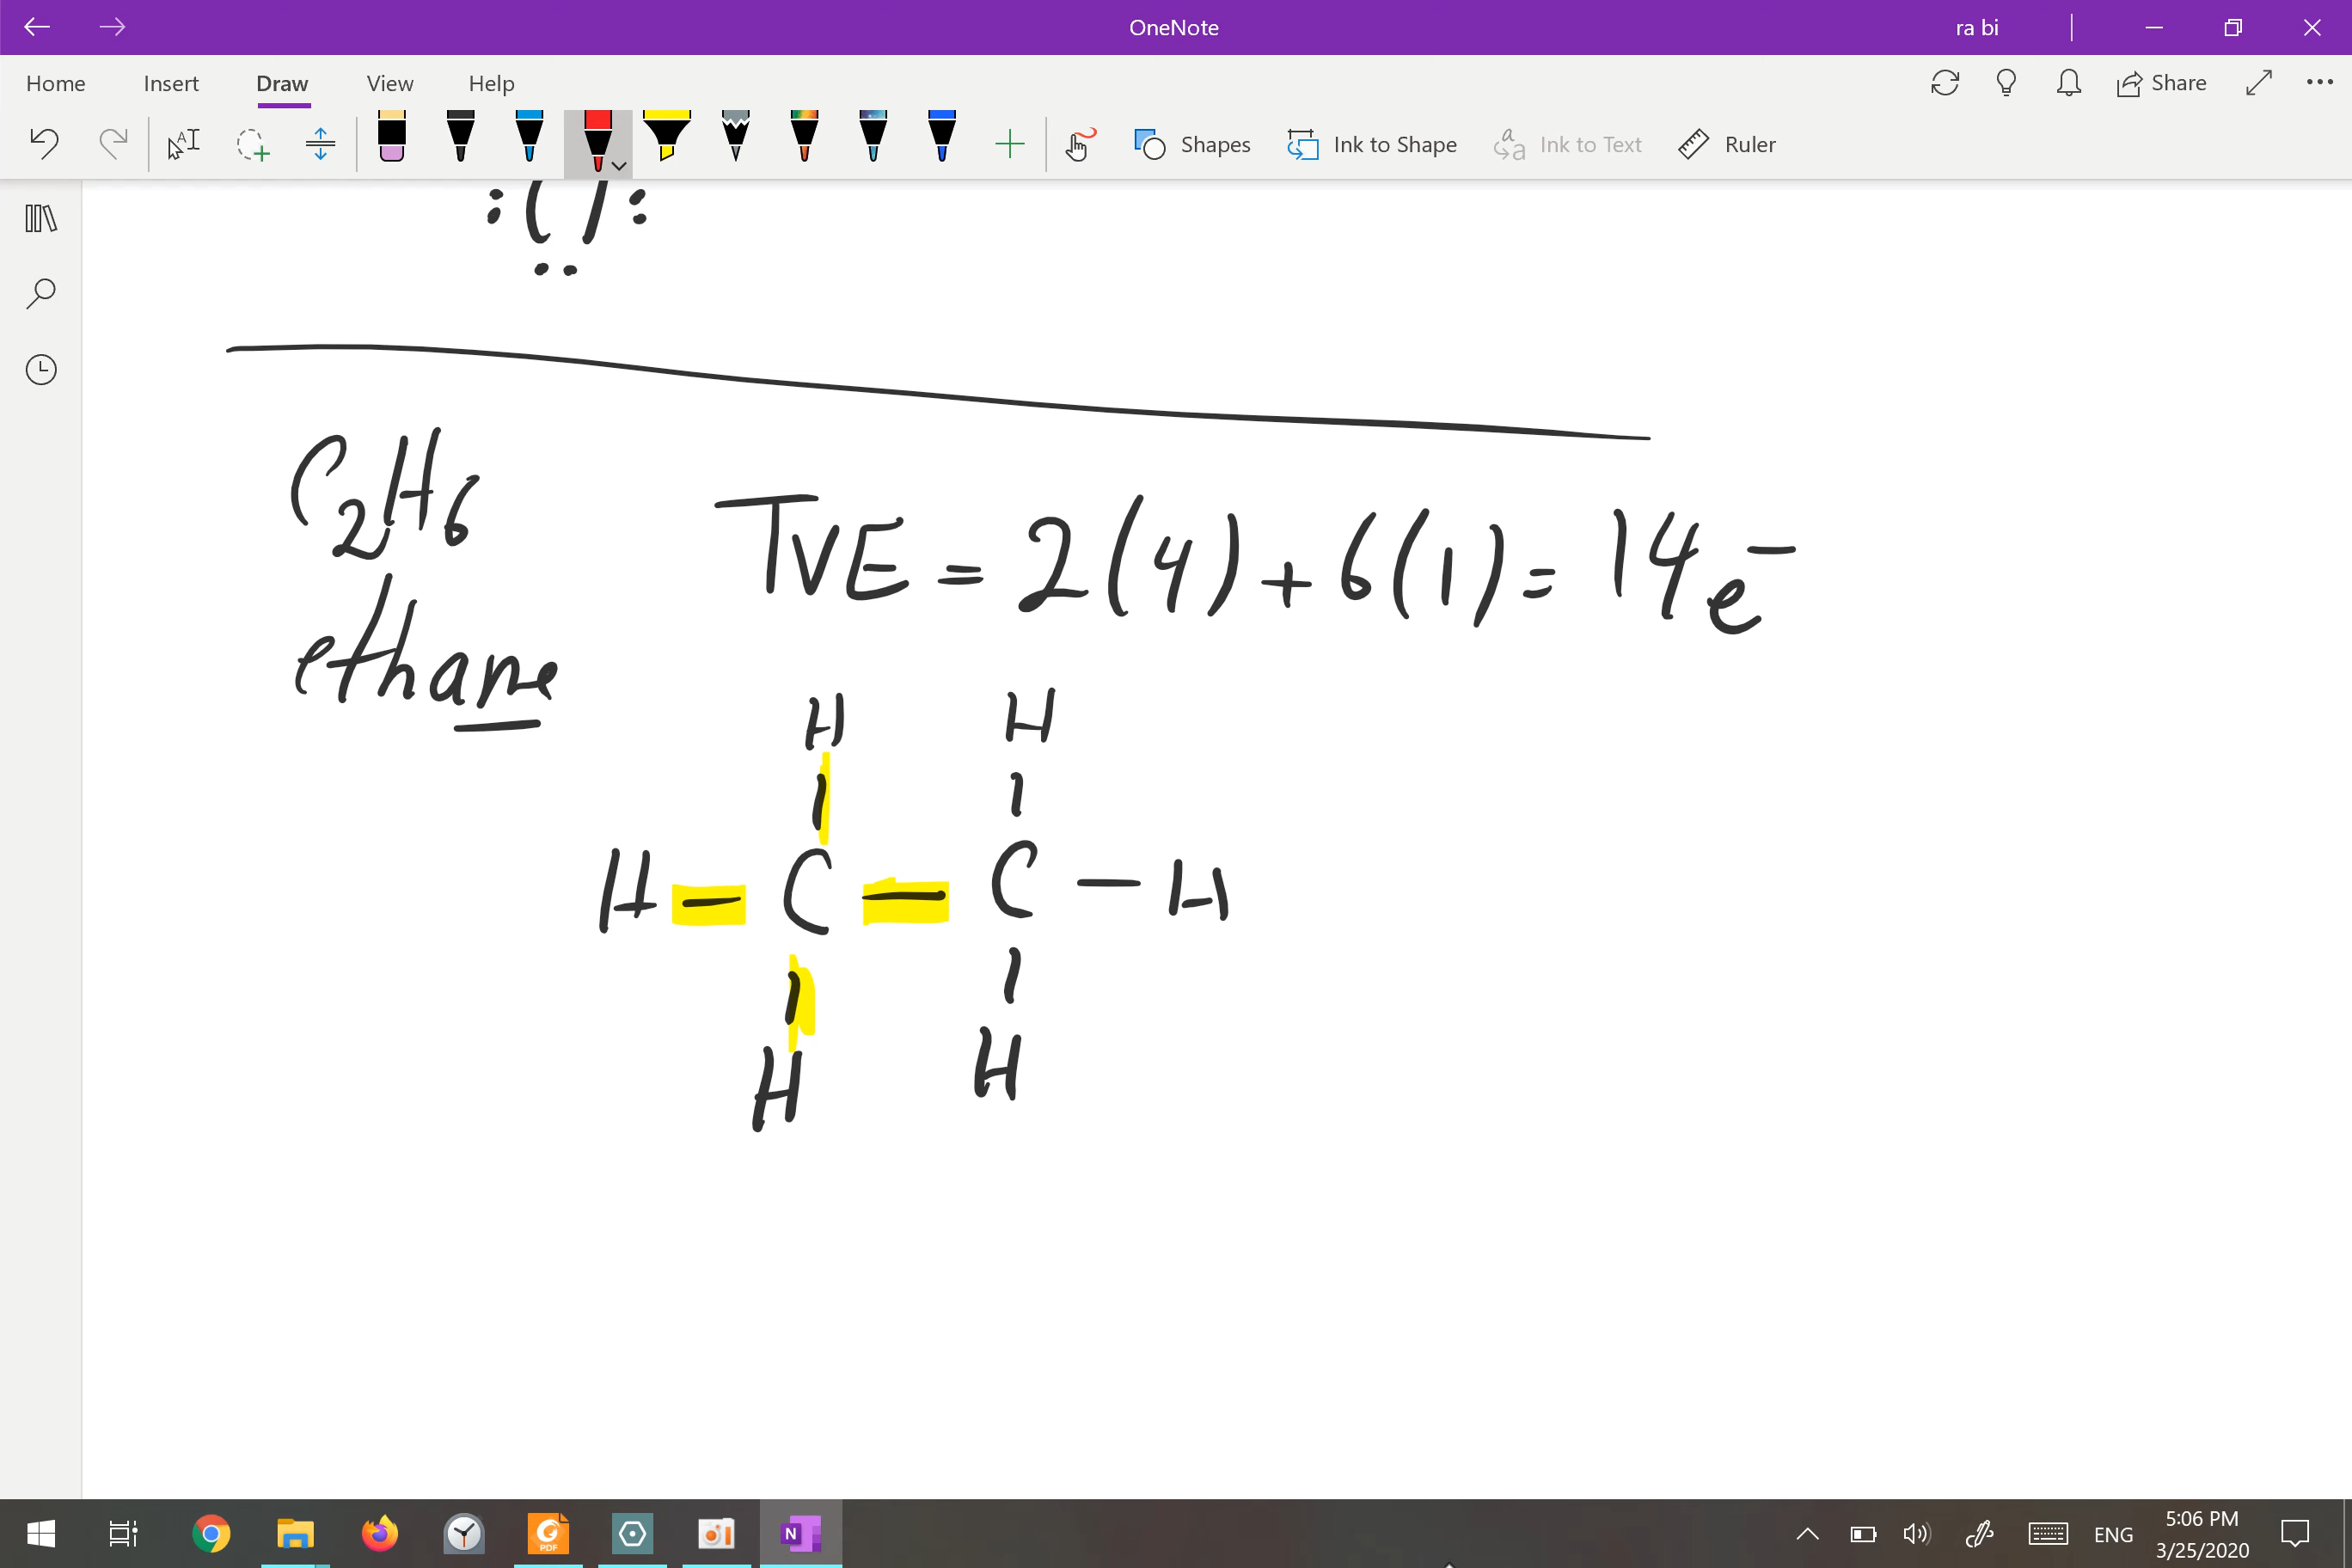 OneNote
ra bi
Home Insert Draw View Help
Share
Shapes Ink to Shape Ink to Text Ruler
C₂H₆
TVE = 2(4) + 6(1) = 14e⁻
ethane
H H
H – C – C – H
H H
ENG
5:06 PM
3/25/2020